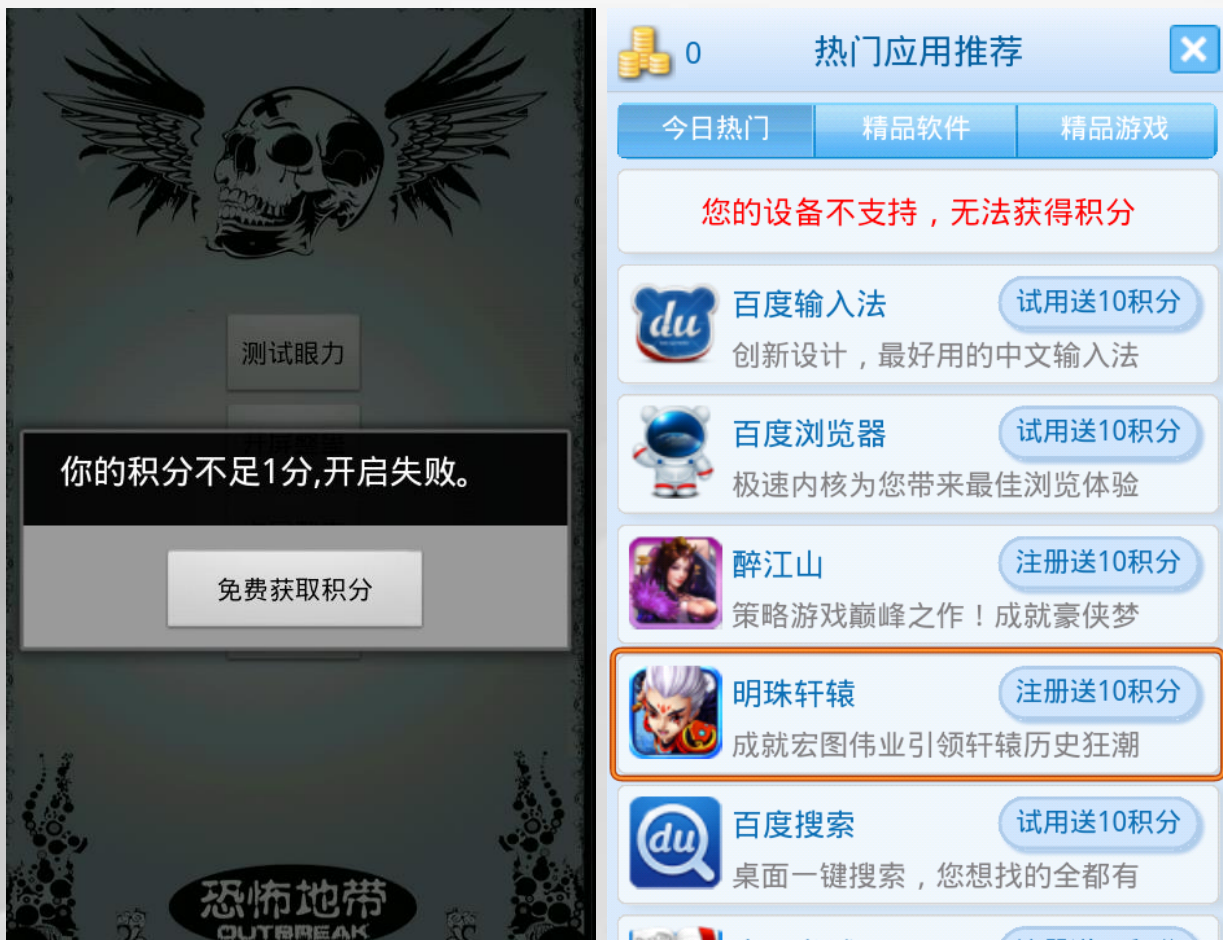 测试眼力
你的积分不足1分,开启失败。
免费获取积分
恐怖地带
OUTBREAK
0
热门应用推荐
今日热门
精品软件
精品游戏
您的设备不支持，无法获得积分
du
百度输入法
试用送10积分
创新设计，最好用的中文输入法
百度浏览器
试用送10积分
极速内核为您带来最佳浏览体验
醉江山
注册送10积分
策略游戏巅峰之作！成就豪侠梦
明珠轩辕
注册送10积分
成就宏图伟业引领轩辕历史狂潮
du
百度搜索
试用送10积分
桌面一键搜索，您想找的全都有